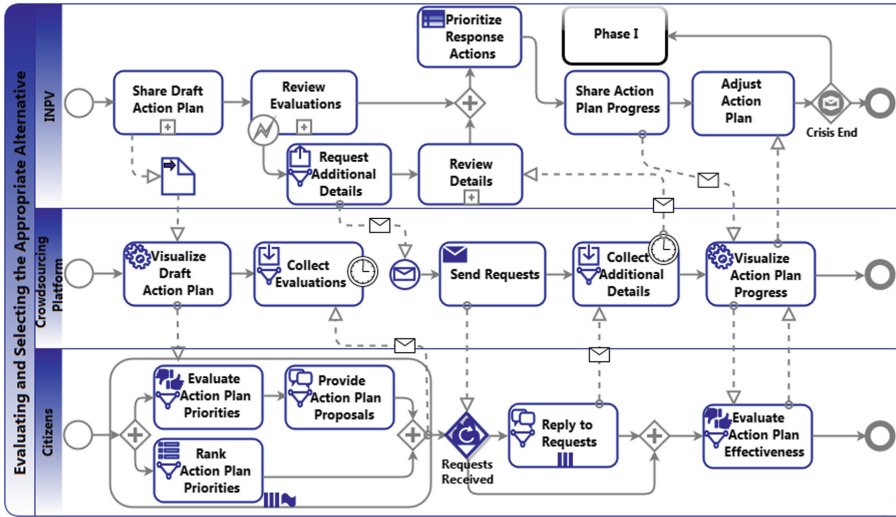 Evaluating and Selecting the Appropriate Alternative
INPV
Share Draft
Action Plan
Review
Evaluations
Prioritize
Response
Actions
Phase I
Share Action
Plan Progress
Adjust
Action
Plan
Crisis End
Request
Additional
Details
Review
Details
Crowdsourcing
Platform
Visualize
Draft
Action Plan
Collect
Evaluations
Send Requests
Collect
Additional
Details
Visualize
Action Plan
Progress
Citizens
Evaluate
Action Plan
Priorities
Provide
Action Plan
Proposals
Rank
Action Plan
Priorities
Requests
Received
Reply to
Requests
Evaluate
Action Plan
Effectiveness